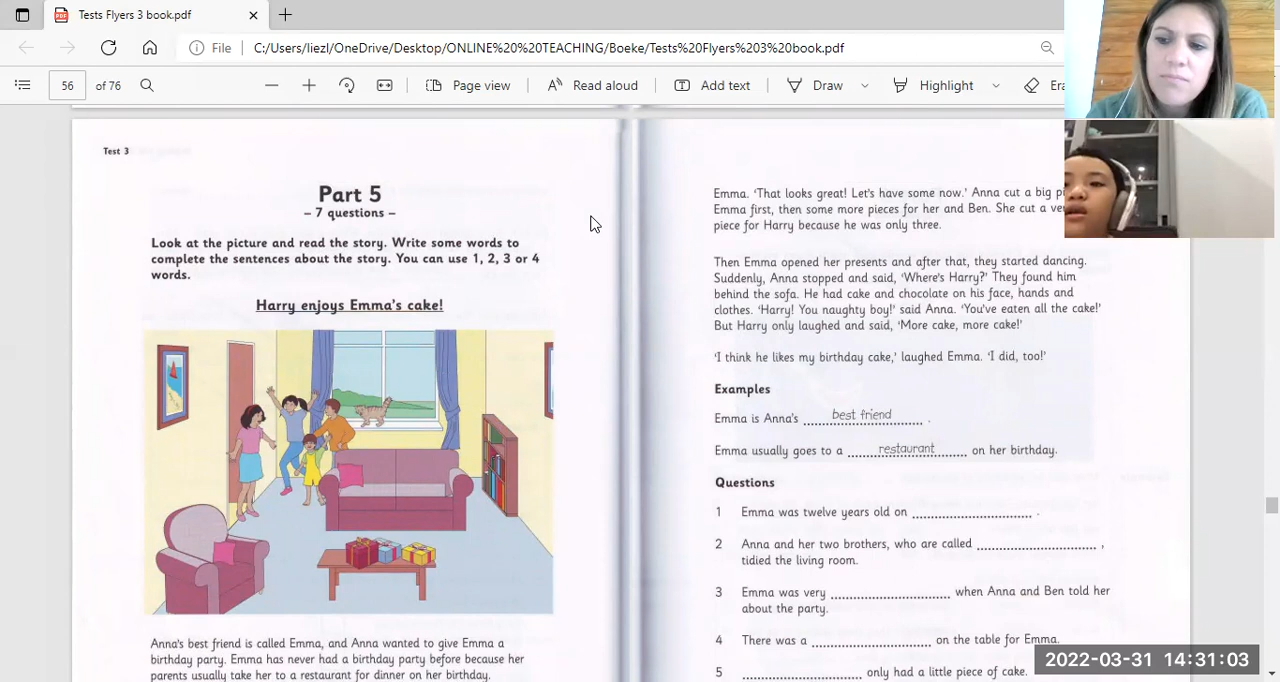 Tests Flyers 3 book.pdf
File
C:/Users/liezl/OneDrive/Desktop/ONLINE%20%20TEACHING/Boeke/Tests%20Flyers%203%20book.pdf
56 of 76
Page view
Read aloud
Add text
Draw
Highlight
Test 3
Part 5
– 7 questions –
Look at the picture and read the story. Write some words to
complete the sentences about the story. You can use 1, 2, 3 or 4
words.
Harry enjoys Emma's cake!
Anna's best friend is called Emma, and Anna wanted to give Emma a
birthday party. Emma has never had a birthday party before because her
parents usually take her to a restaurant for dinner on her birthday.
Emma. 'That looks great! Let's have some now.' Anna cut a big
Emma first, then some more pieces for her and Ben. She cut a
piece for Harry because he was only three.
Then Emma opened her presents and after that, they started dancing.
Suddenly, Anna stopped and said, 'Where's Harry?' They found him
behind the sofa. He had cake and chocolate on his face, hands and
clothes. 'Harry! You naughty boy!' said Anna. 'You've eaten all the cake!'
But Harry only laughed and said, 'More cake, more cake!'
'I think he likes my birthday cake,' laughed Emma. 'I did, too!'
Examples
Emma is Anna's best friend .
Emma usually goes to a restaurant on her birthday.
Questions
1 Emma was twelve years old on ................................ .
2 Anna and her two brothers, who are called ................................ ,
tidied the living room.
3 Emma was very ................................ when Anna and Ben told her
about the party.
4 There was a ................................ on the table for Emma.
5 ................................ only had a little piece of cake.
2022-03-31 14:31:03